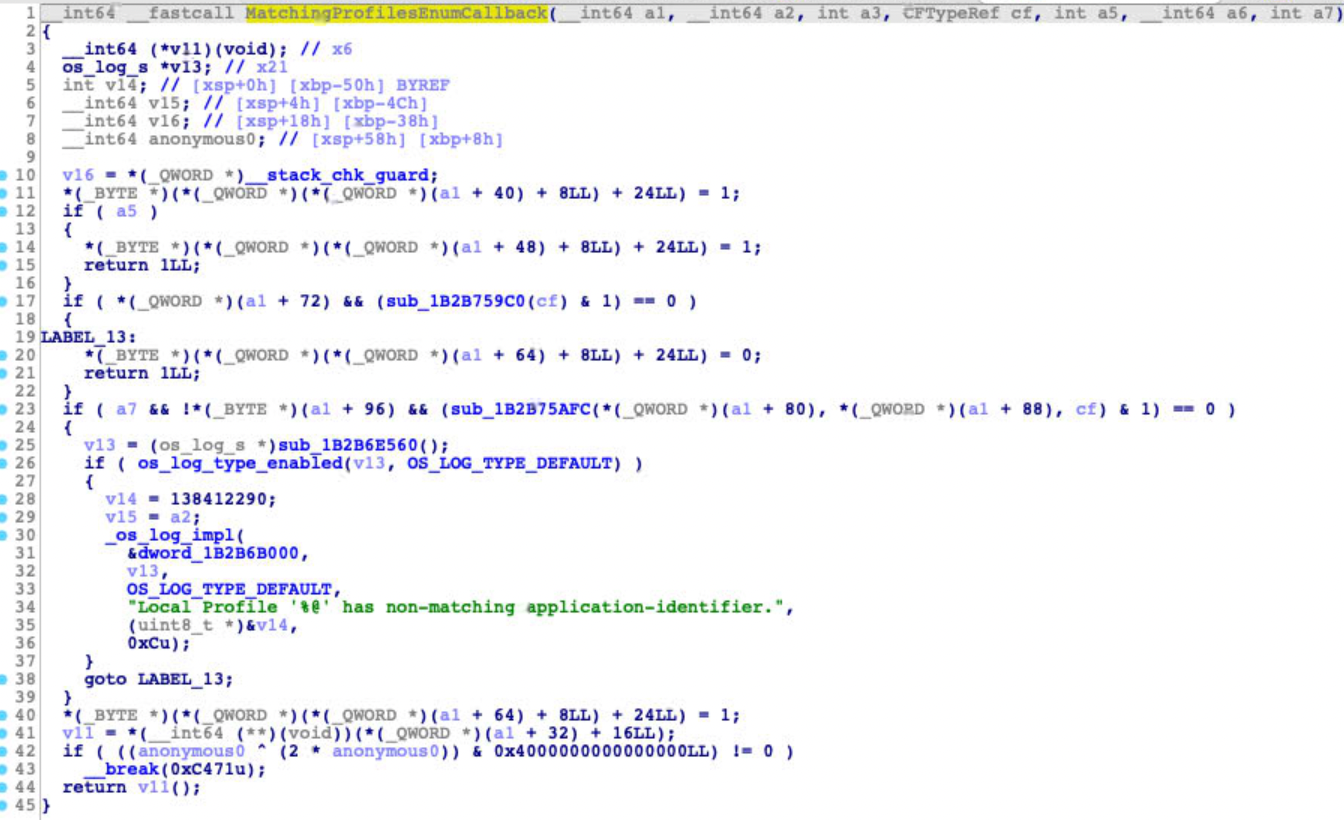 1 __int64 __fastcall MatchingProfilesEnumCallback(__int64 a1, __int64 a2, int a3, CFTypeRef cf, int a5, __int64 a6, int a7)
2 {
3 __int64 (*v11)(void); // x6
4 os_log_s *v13; // x21
5 int v14; // [xsp+0h] [xbp-50h] BYREF
6 __int64 v15; // [xsp+4h] [xbp-4Ch]
7 __int64 v16; // [xsp+18h] [xbp-38h]
8 __int64 anonymous0; // [xsp+58h] [xbp+8h]
9
10 v16 = *(_QWORD *)__stack_chk_guard;
11 *(_BYTE *)(*(_QWORD *)(*(_QWORD *)(a1 + 40) + 8LL) + 24LL) = 1;
12 if ( a5 )
13 {
14 *(_BYTE *)(*(_QWORD *)(*(_QWORD *)(a1 + 48) + 8LL) + 24LL) = 1;
15 return 1LL;
16 }
17 if ( *(_QWORD *)(a1 + 72) && (sub_1B2B759C0(cf) & 1) == 0 )
18 {
19 LABEL_13:
20 *(_BYTE *)(*(_QWORD *)(*(_QWORD *)(a1 + 64) + 8LL) + 24LL) = 0;
21 return 1LL;
22 }
23 if ( a7 && !*(_BYTE *)(a1 + 96) && (sub_1B2B75AFC(*(_QWORD *)(a1 + 80), *(_QWORD *)(a1 + 88), cf) & 1) == 0 )
24 {
25 v13 = (os_log_s *)sub_1B2B6E560();
26 if ( os_log_type_enabled(v13, OS_LOG_TYPE_DEFAULT) )
27 {
28 v14 = 138412290;
29 v15 = a2;
30 _os_log_impl(
31 &dword_1B2B6B000,
32 v13,
33 OS_LOG_TYPE_DEFAULT,
34 "Local Profile '%@' has non-matching application-identifier.",
35 (uint8_t *)&v14,
36 0xCu);
37 }
38 goto LABEL_13;
39 }
40 *(_BYTE *)(*(_QWORD *)(*(_QWORD *)(a1 + 64) + 8LL) + 24LL) = 1;
41 v11 = *(__int64 (**)(void))(*(_QWORD *)(a1 + 32) + 16LL);
42 if ( ((anonymous0 ^ (2 * anonymous0)) & 0x4000000000000000LL) != 0 )
43 __break(0xC471u);
44 return v11();
45 }